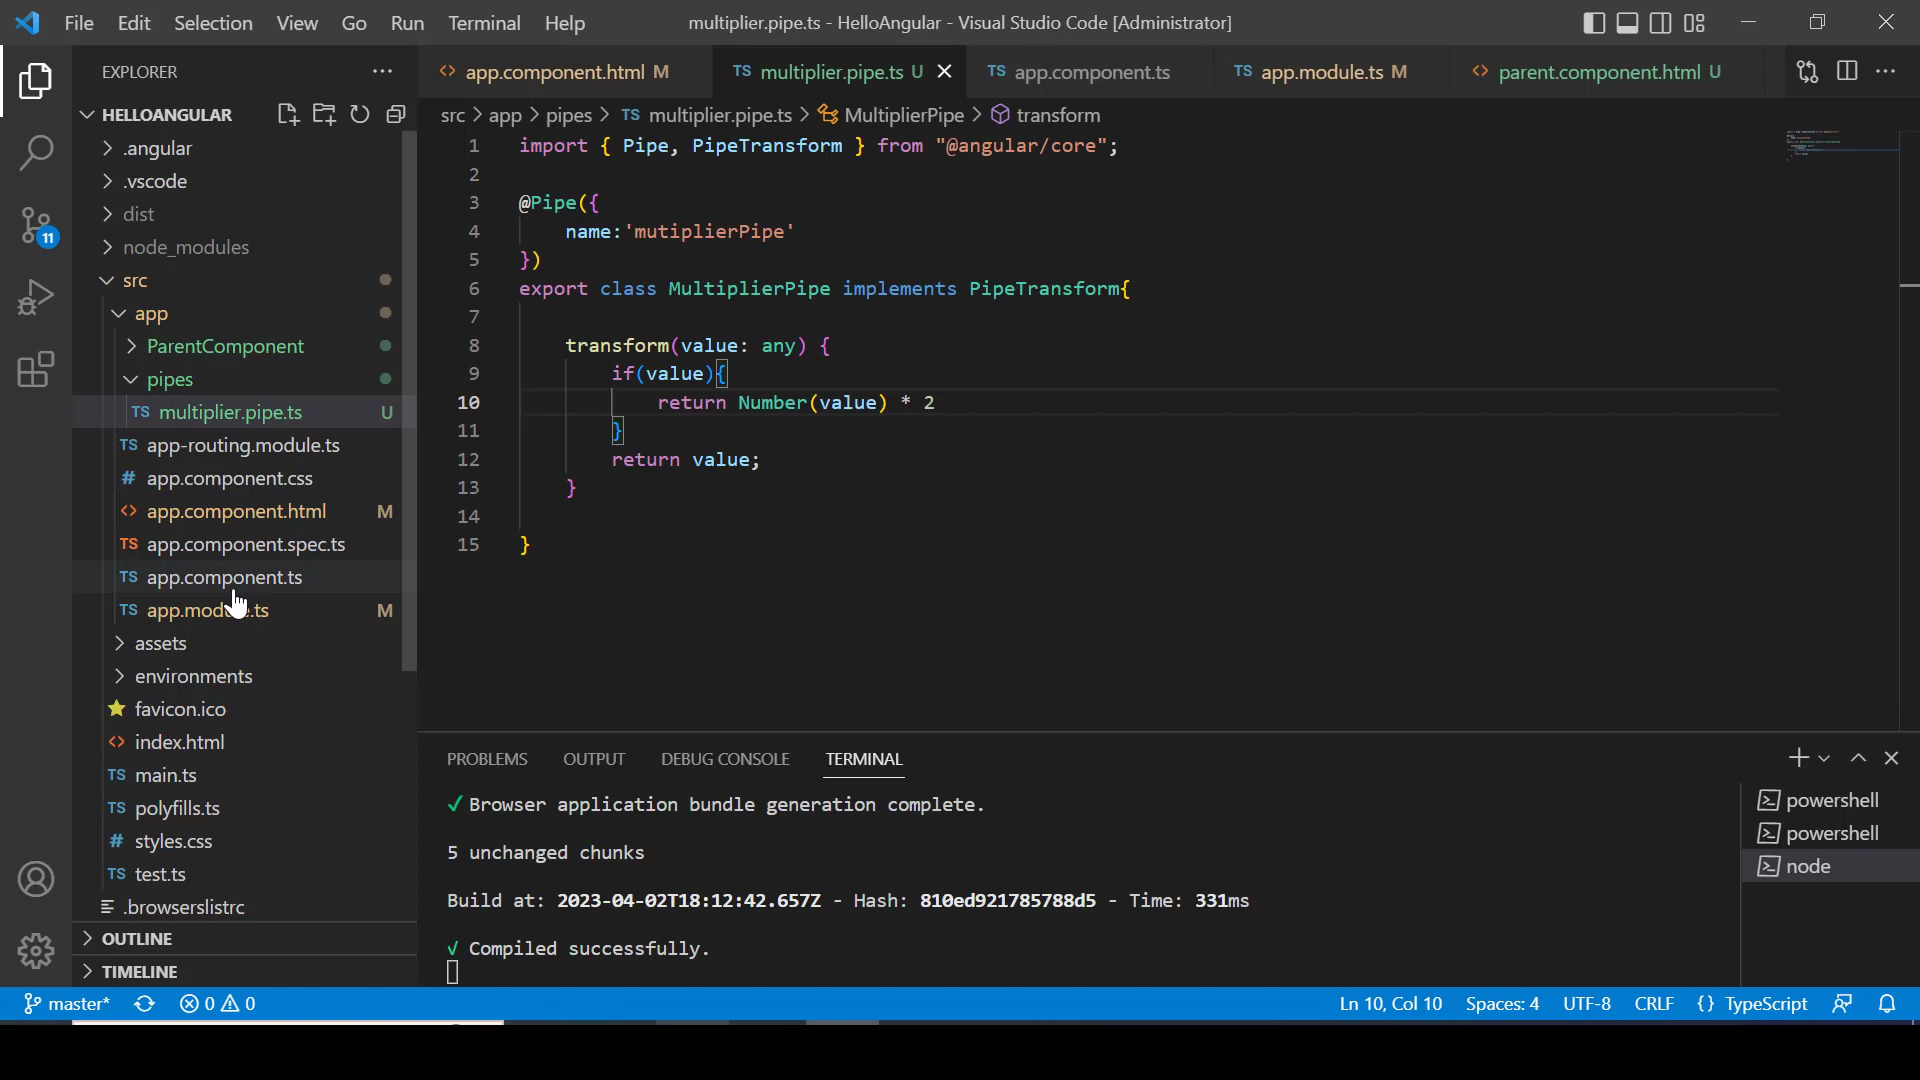 File Edit Selection View Go Run Terminal Help multiplier.pipe.ts - HelloAngular - Visual Studio Code [Administrator]
EXPLORER
<> app.component.html M TS multiplier.pipe.ts U TS app.component.ts TS app.module.ts M <> parent.component.html U
HELLOANGULAR
src > app > pipes > TS multiplier.pipe.ts > MultiplierPipe > transform
.angular
.vscode
dist
node_modules
src
app
ParentComponent
pipes
TS multiplier.pipe.ts U
TS app-routing.module.ts
# app.component.css
<> app.component.html M
TS app.component.spec.ts
TS app.component.ts
TS app.module.ts M
assets
environments
favicon.ico
<> index.html
TS main.ts
TS polyfills.ts
# styles.css
TS test.ts
.browserslistrc
OUTLINE
TIMELINE
11
1 import { Pipe, PipeTransform } from "@angular/core";
2
3 @Pipe({
4 name:'mutiplierPipe'
5 })
6 export class MultiplierPipe implements PipeTransform{
7
8 transform(value: any) {
9 if(value){
10 return Number(value) * 2
11 }
12 return value;
13 }
14
15 }
PROBLEMS OUTPUT DEBUG CONSOLE TERMINAL
✓ Browser application bundle generation complete.
5 unchanged chunks
Build at: 2023-04-02T18:12:42.657Z - Hash: 810ed921785788d5 - Time: 331ms
√ Compiled successfully.
powershell
powershell
node
master* 0 0 Ln 10, Col 10 Spaces: 4 UTF-8 CRLF {} TypeScript